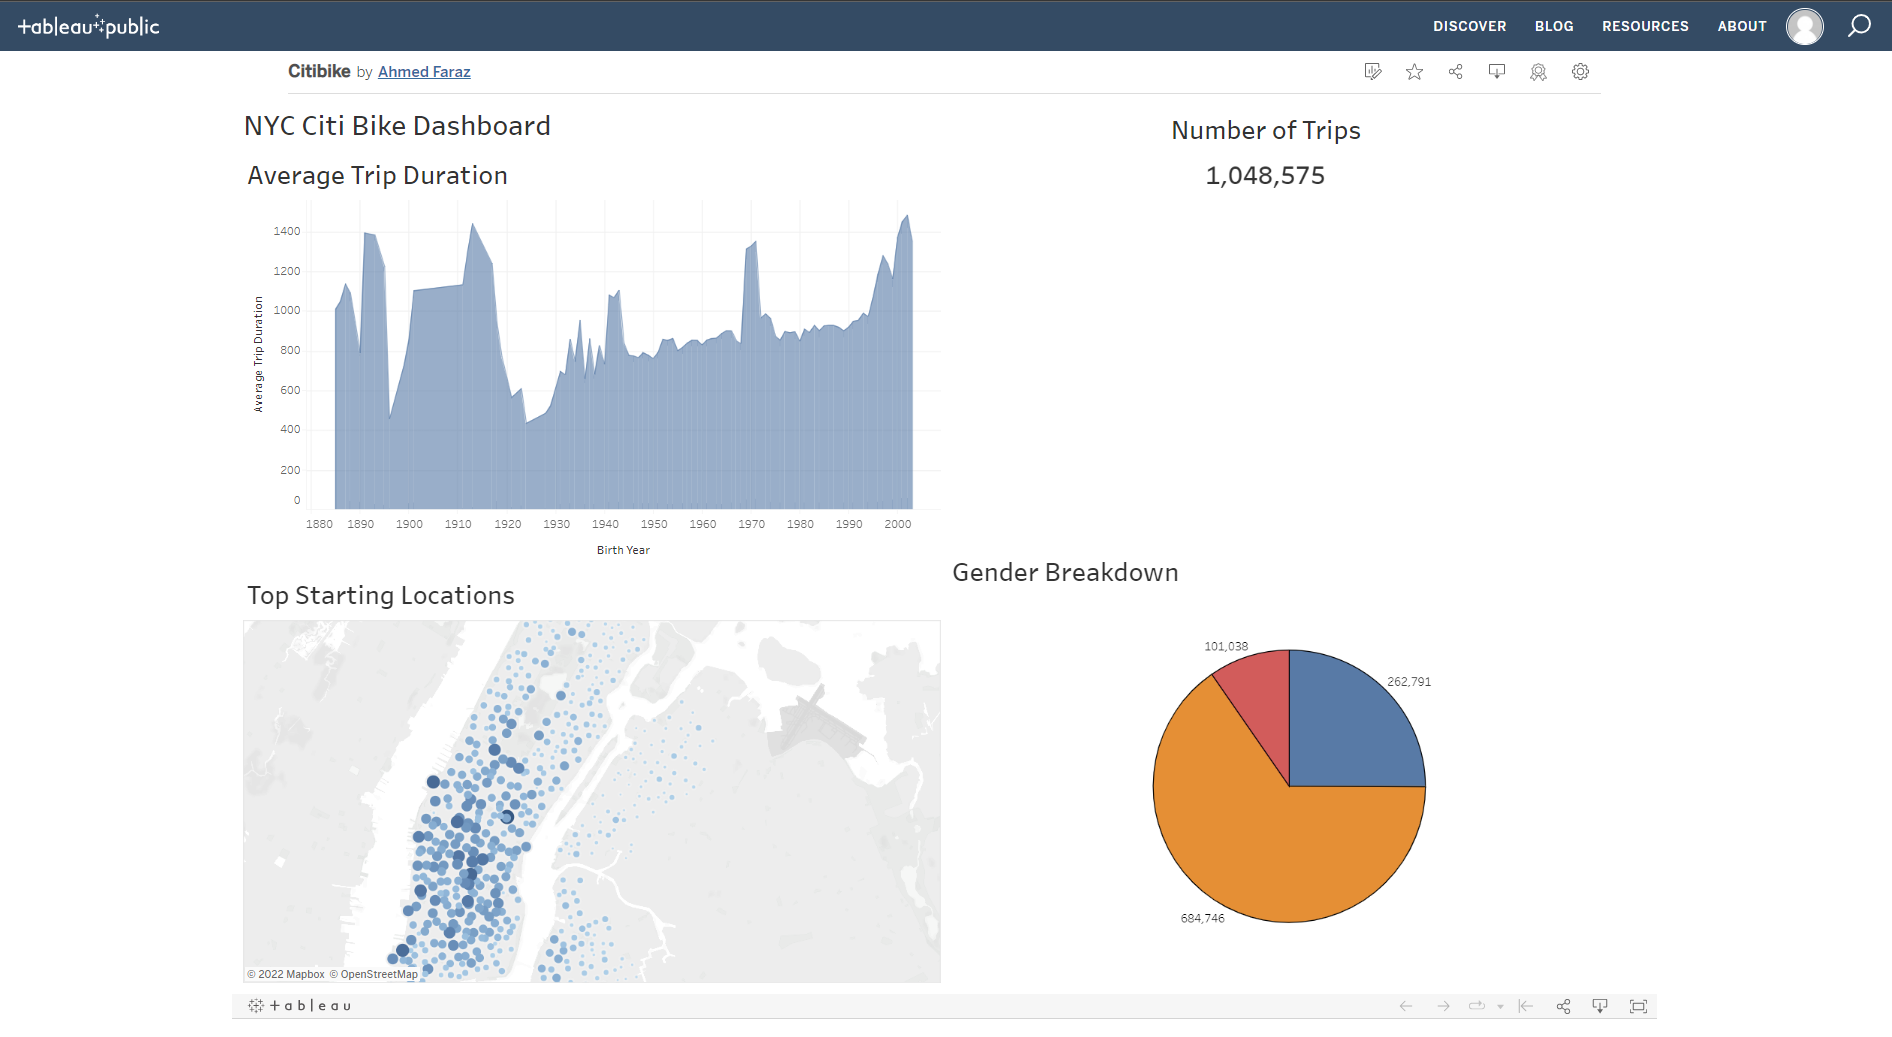 +ableau public
DISCOVER BLOG RESOURCES ABOUT
Citibike by Ahmed Faraz
NYC Citi Bike Dashboard
Number of Trips
1,048,575
Average Trip Duration
1400
1200
1000
800
600
400
200
0
Average Trip Duration
1880 1890 1900 1910 1920 1930 1940 1950 1960 1970 1980 1990 2000
Birth Year
Gender Breakdown
101,038
262,791
684,746
Top Starting Locations
© 2022 Mapbox © OpenStreetMap
+ableau